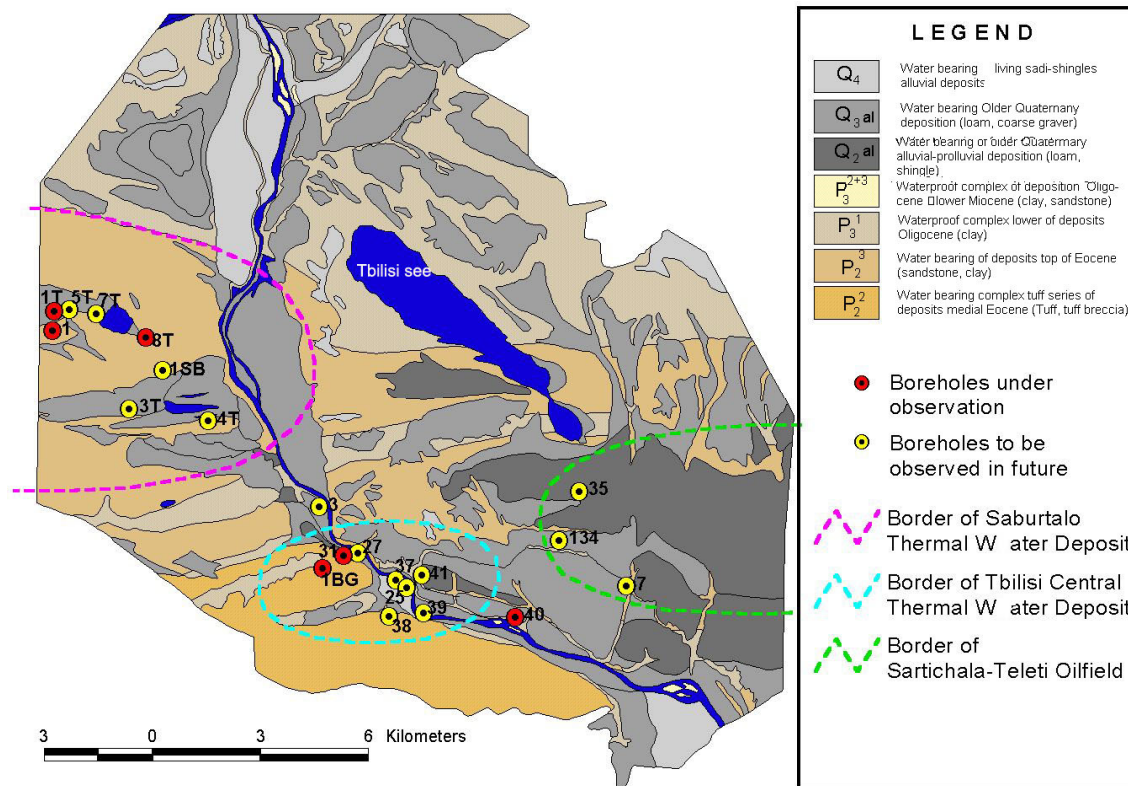 Tbilisi see
1T
5T
7T
1
8T
1SB
3T
4T
3
31
27
1BG
37
41
25
39
38
40
35
134
7
3 0 3 6 Kilometers
LEGEND
Q4
Water bearing living sadi-shingles
alluvial deposits
Q3 al
Water bearing Older Quaternany
deposition (loam, coarse graver)
Q2 al
Water bearing of older Quaternary
alluvial-prolluvial deposition (loam,
shingle)
P3 2+3
Waterproof complex of deposition Oligo-
cene lower Miocene (clay, sandstone)
P3 1
Waterproof complex lower of deposits
Oligocene (clay)
P2 3
Water bearing of deposits top of Eocene
(sandstone, clay)
P2 2
Water bearing complex tuff series of
deposits medial Eocene (Tuff, tuff breccia)
Boreholes under
observation
Boreholes to be
observed in future
Border of Saburtalo
Thermal W ater Deposit
Border of Tbilisi Central
Thermal W ater Deposit
Border of
Sartichala-Teleti Oilfield